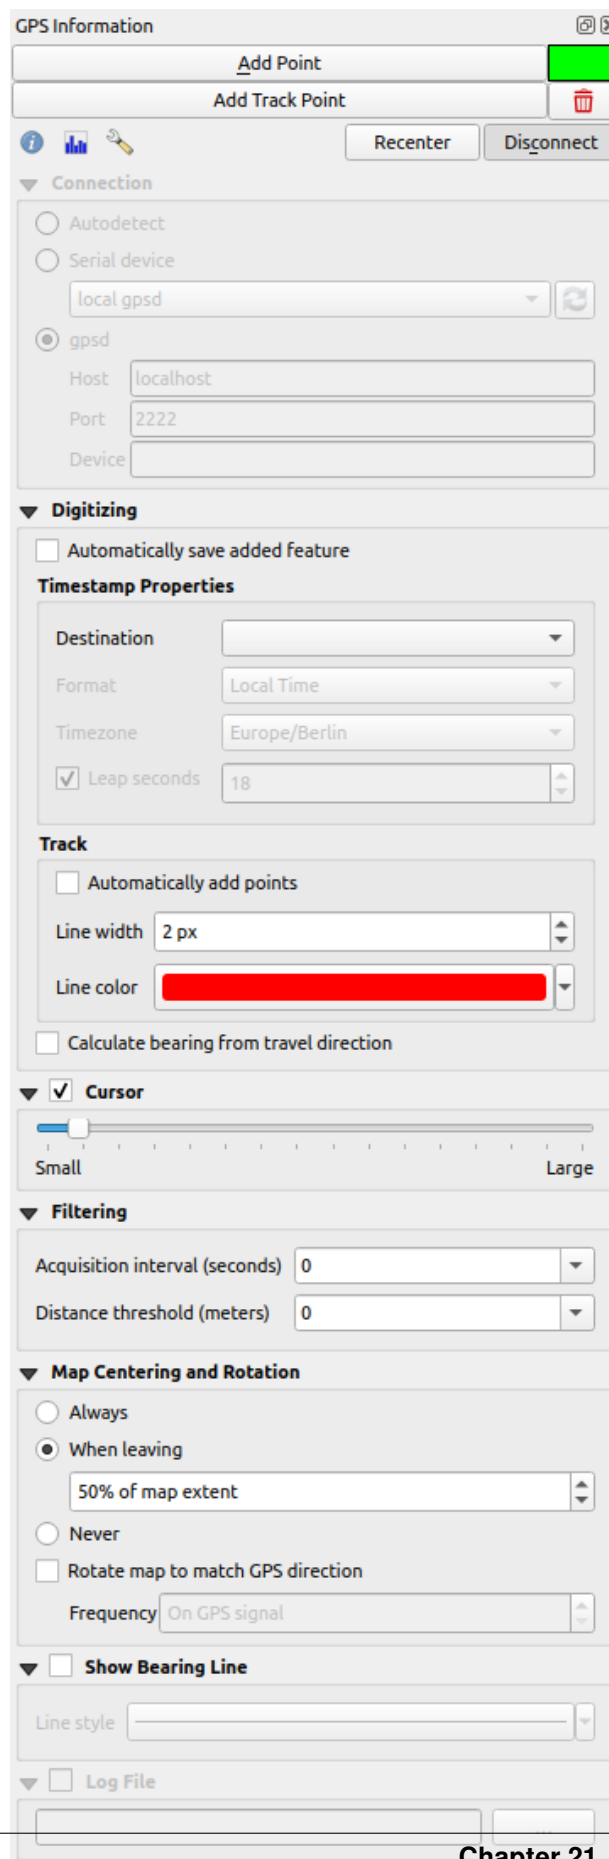 GPS Information
Add Point
Add Track Point
Recenter Disconnect
Connection
Autodetect
Serial device
local gpsd
gpsd
Host localhost
Port 2222
Device
Digitizing
Automatically save added feature
Timestamp Properties
Destination
Format Local Time
Timezone Europe/Berlin
Leap seconds 18
Track
Automatically add points
Line width 2 px
Line color
Calculate bearing from travel direction
Cursor
Small Large
Filtering
Acquisition interval (seconds) 0
Distance threshold (meters) 0
Map Centering and Rotation
Always
When leaving
50% of map extent
Never
Rotate map to match GPS direction
Frequency On GPS signal
Show Bearing Line
Line style
Log File
...
Chapter 21